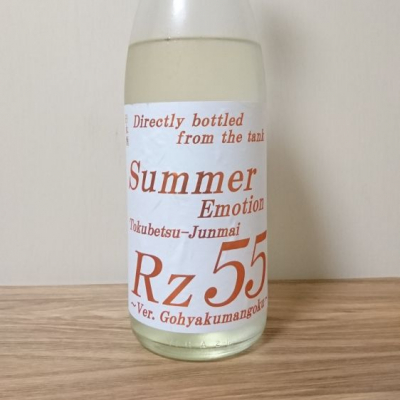 Directly bottled
from the tank
Summer
Emotion
Tokubetsu-Junmai
Rz55
~Ver. Gohyakumangoku~